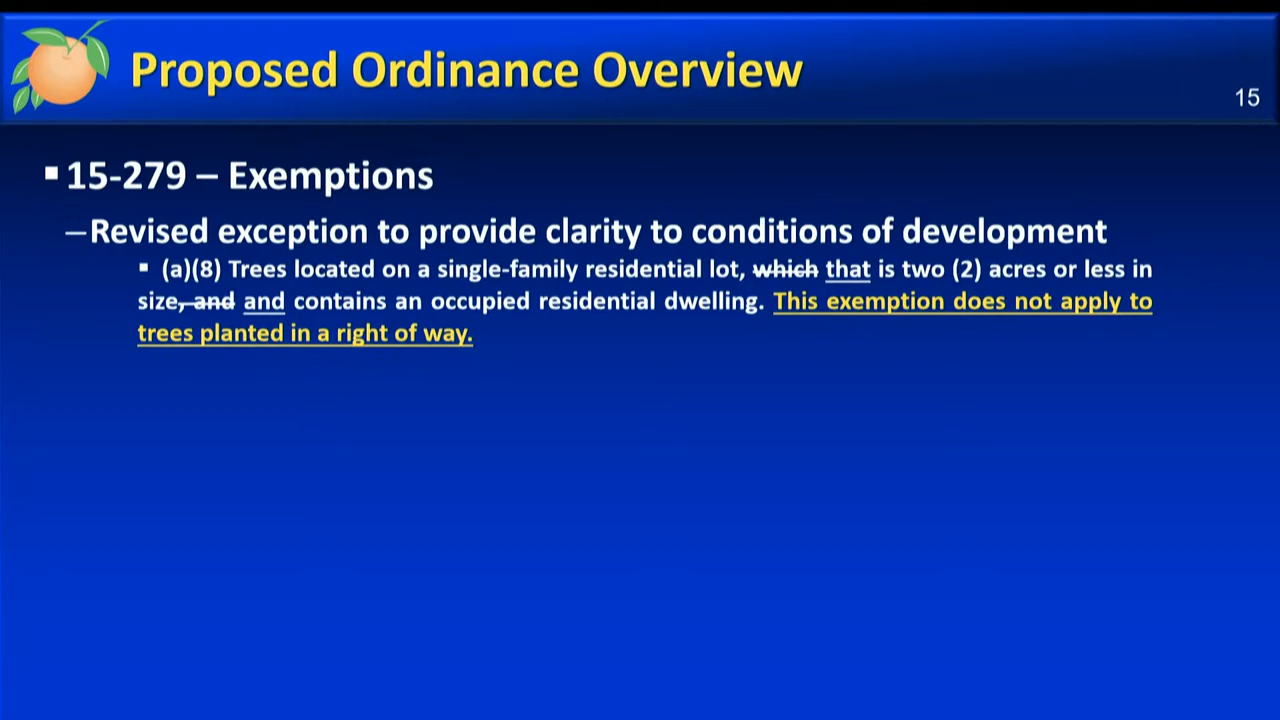 Proposed Ordinance Overview
15
▪ 15-279 – Exemptions
–Revised exception to provide clarity to conditions of development
▪ (a)(8) Trees located on a single-family residential lot, which that is two (2) acres or less in
size, and and contains an occupied residential dwelling. This exemption does not apply to
trees planted in a right of way.